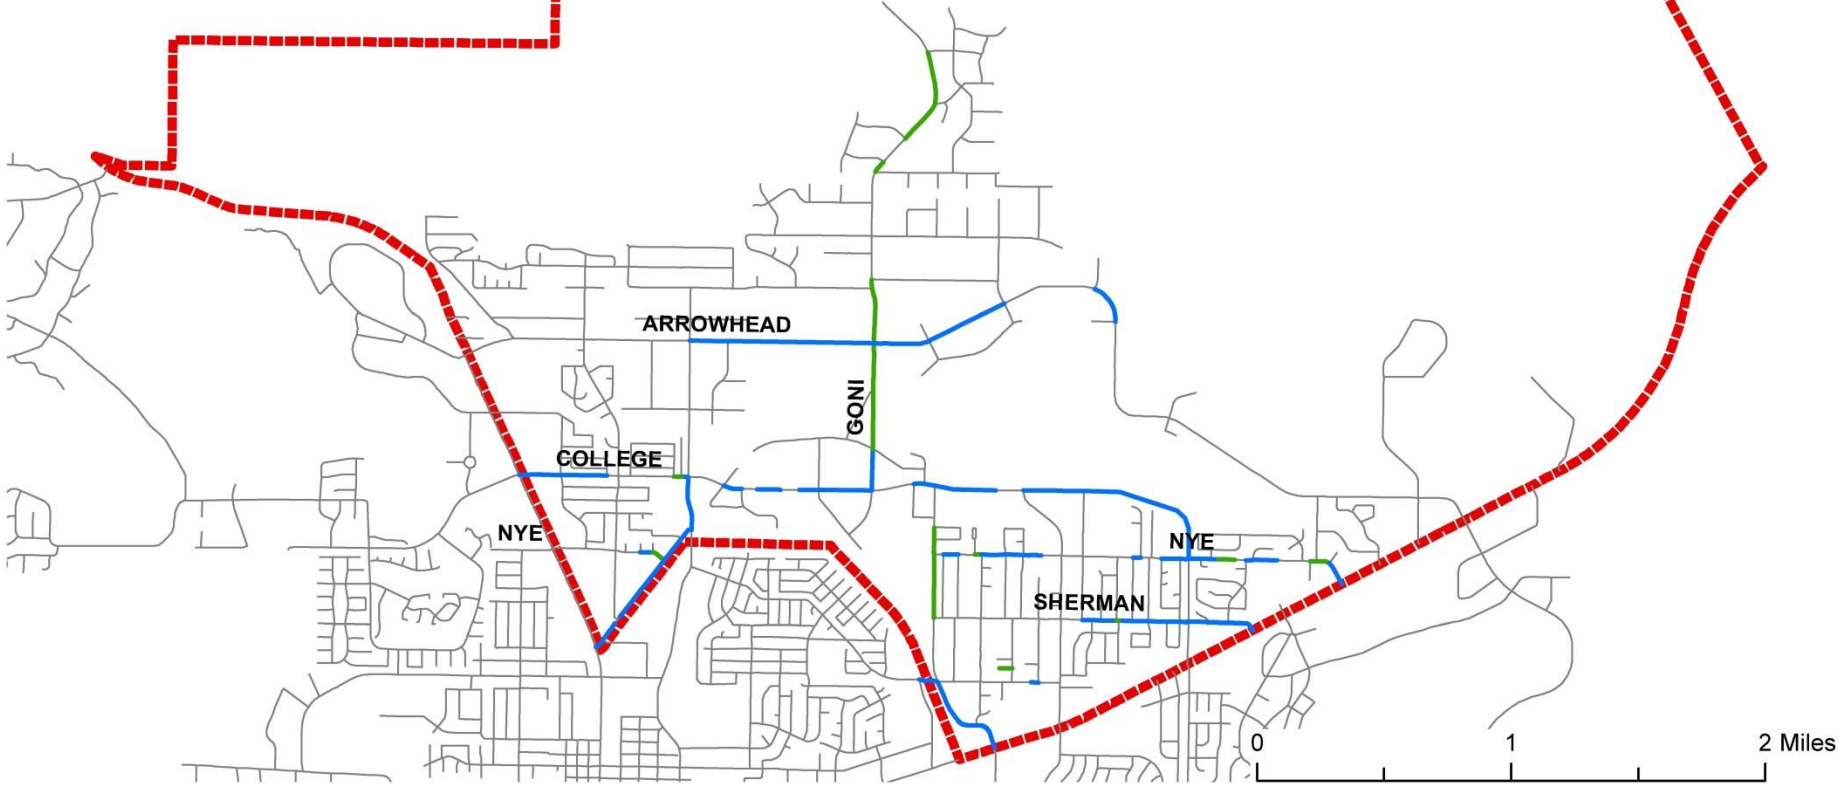 ARROWHEAD
GONI
COLLEGE
NYE
NYE
SHERMAN
0 1 2 Miles